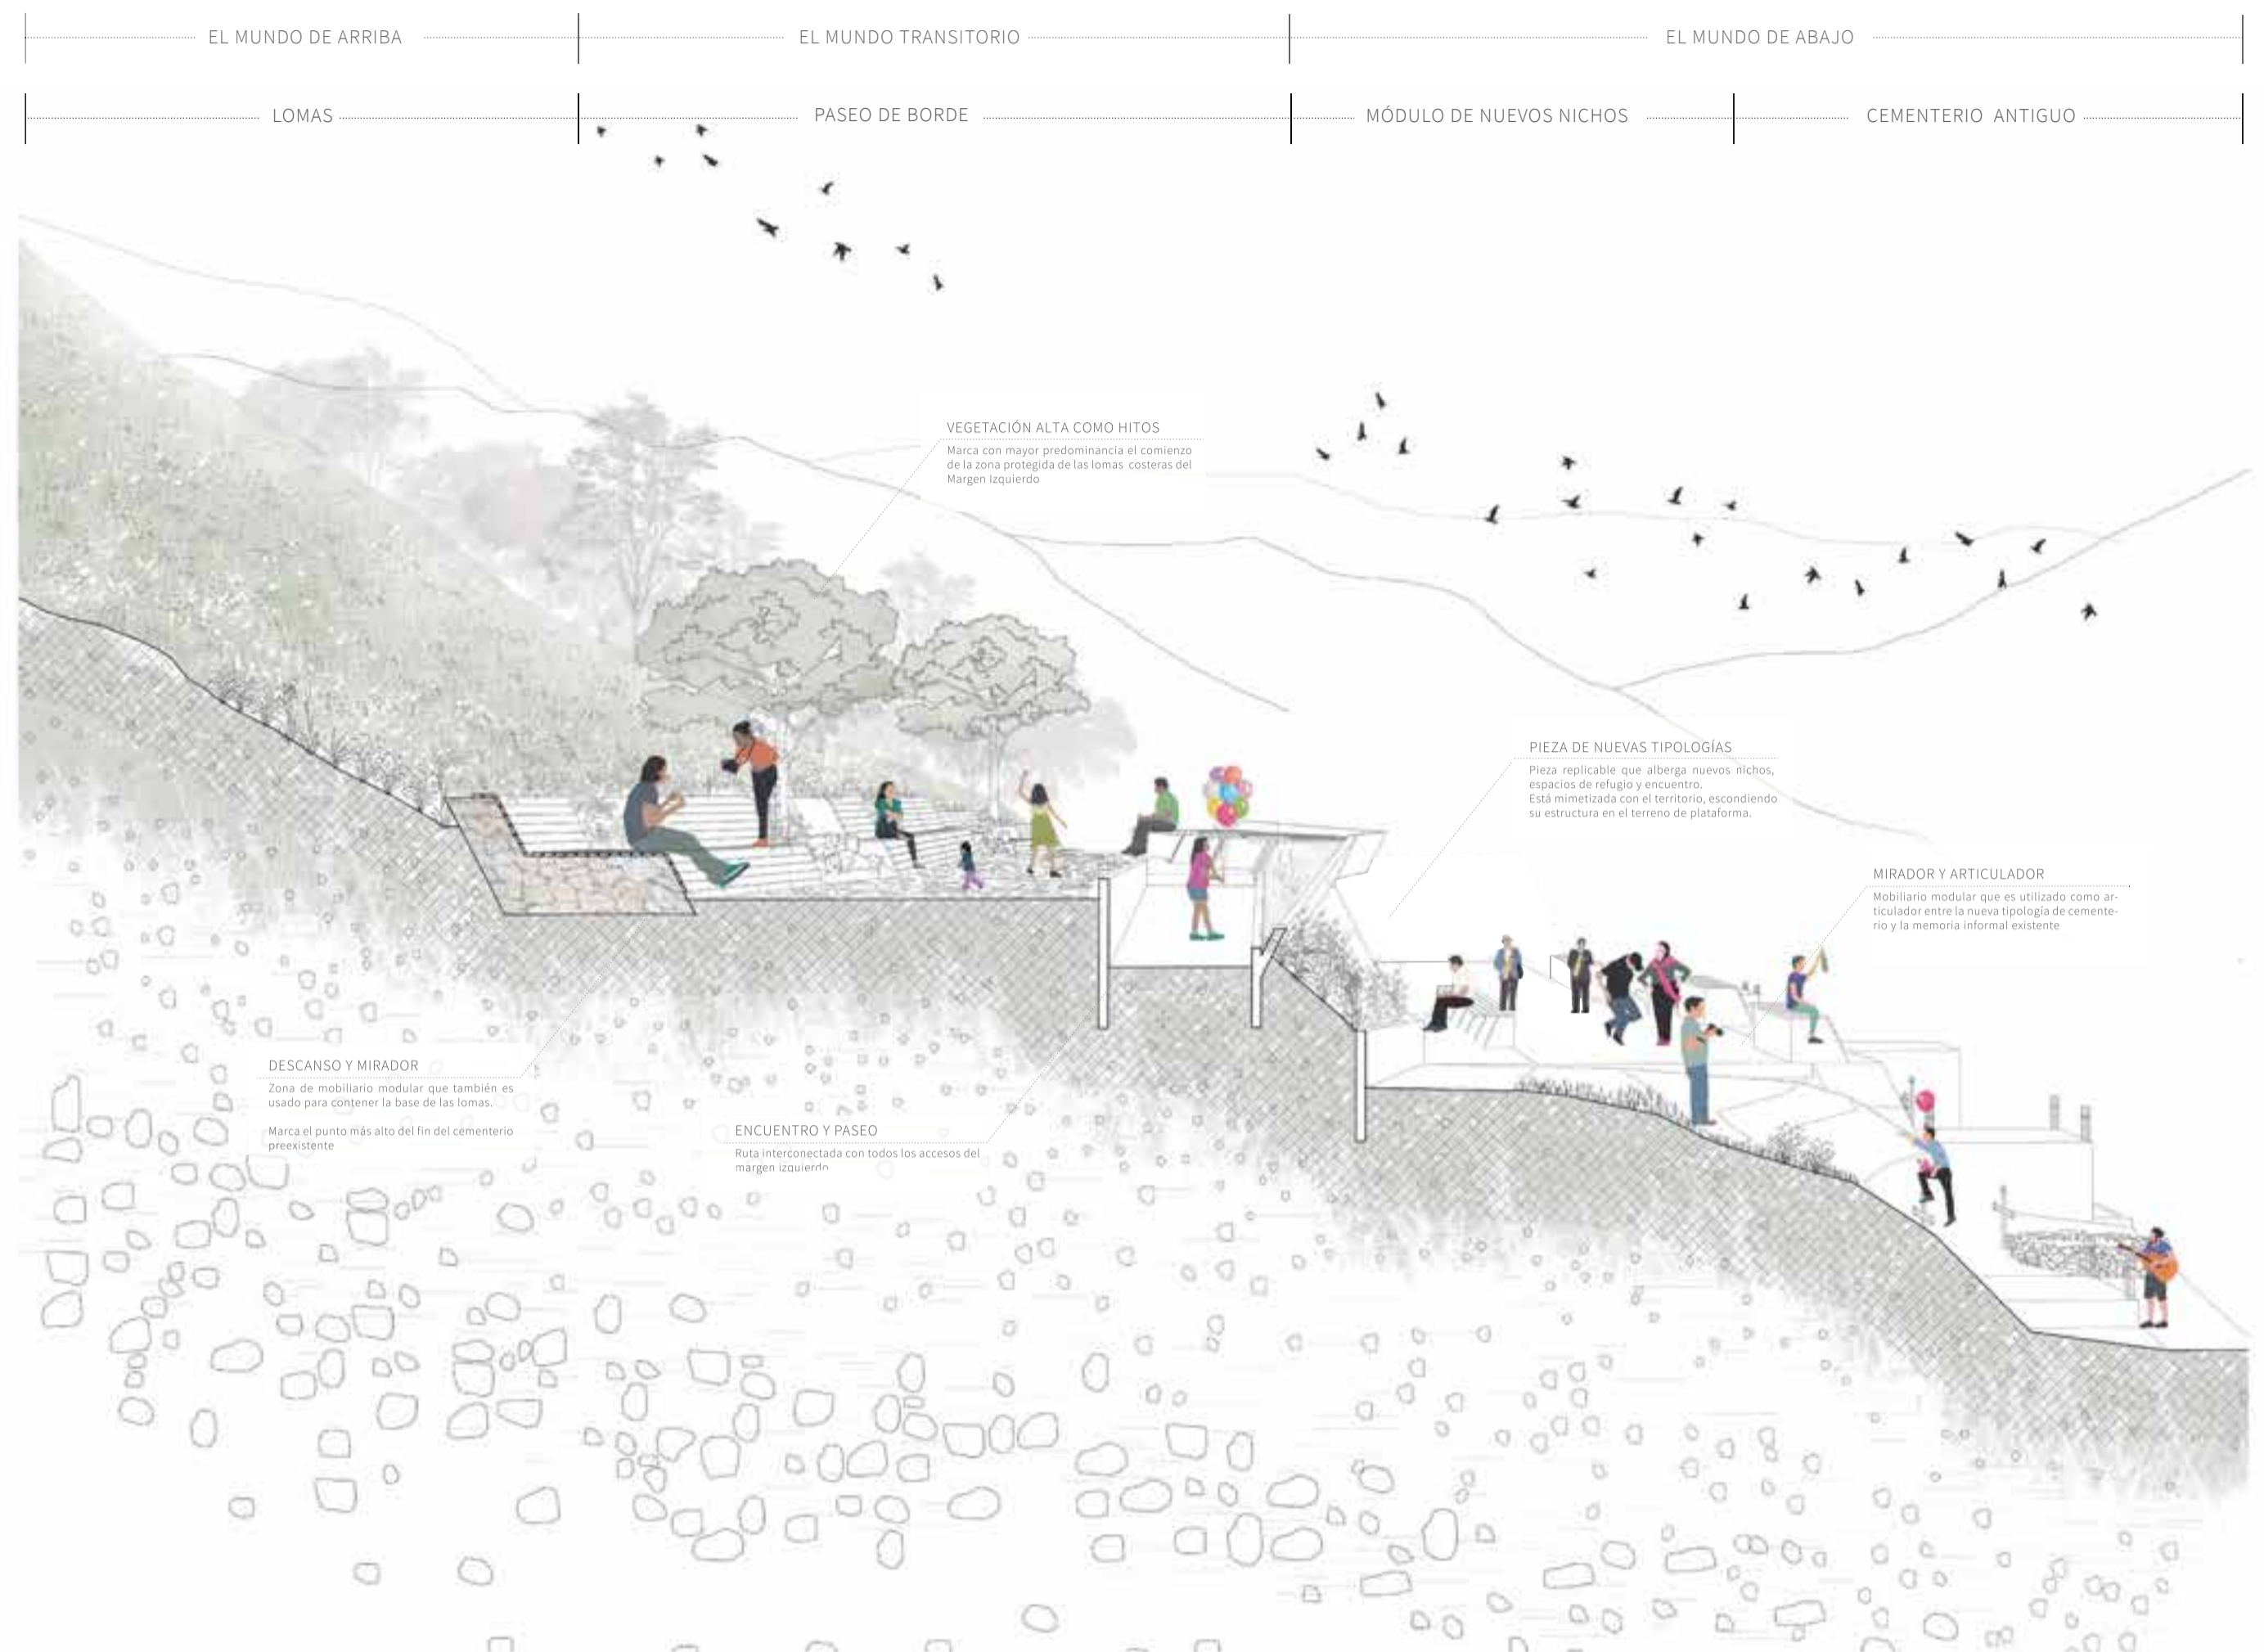 EL MUNDO DE ARRIBA
EL MUNDO TRANSITORIO
EL MUNDO DE ABAJO
LOMAS
PASEO DE BORDE
MÓDULO DE NUEVOS NICHOS
CEMENTERIO ANTIGUO
VEGETACIÓN ALTA COMO HITOS
Marca con mayor predominancia el comienzo
de la zona protegida de las lomas costeras del
Margen Izquierdo
PIEZA DE NUEVAS TIPOLOGÍAS
Pieza replicable que alberga nuevos nichos,
espacios de refugio y encuentro.
Está mimetizada con el territorio, escondiendo
su estructura en el terreno de plataforma.
MIRADOR Y ARTICULADOR
Mobiliario modular que es utilizado como ar-
ticulador entre la nueva tipología de cemente-
rio y la memoria informal existente
DESCANSO Y MIRADOR
Zona de mobiliario modular que también es
usado para contener la base de las lomas.
Marca el punto más alto del fin del cementerio
preexistente
ENCUENTRO Y PASEO
Ruta interconectada con todos los accesos del
margen izquierdo